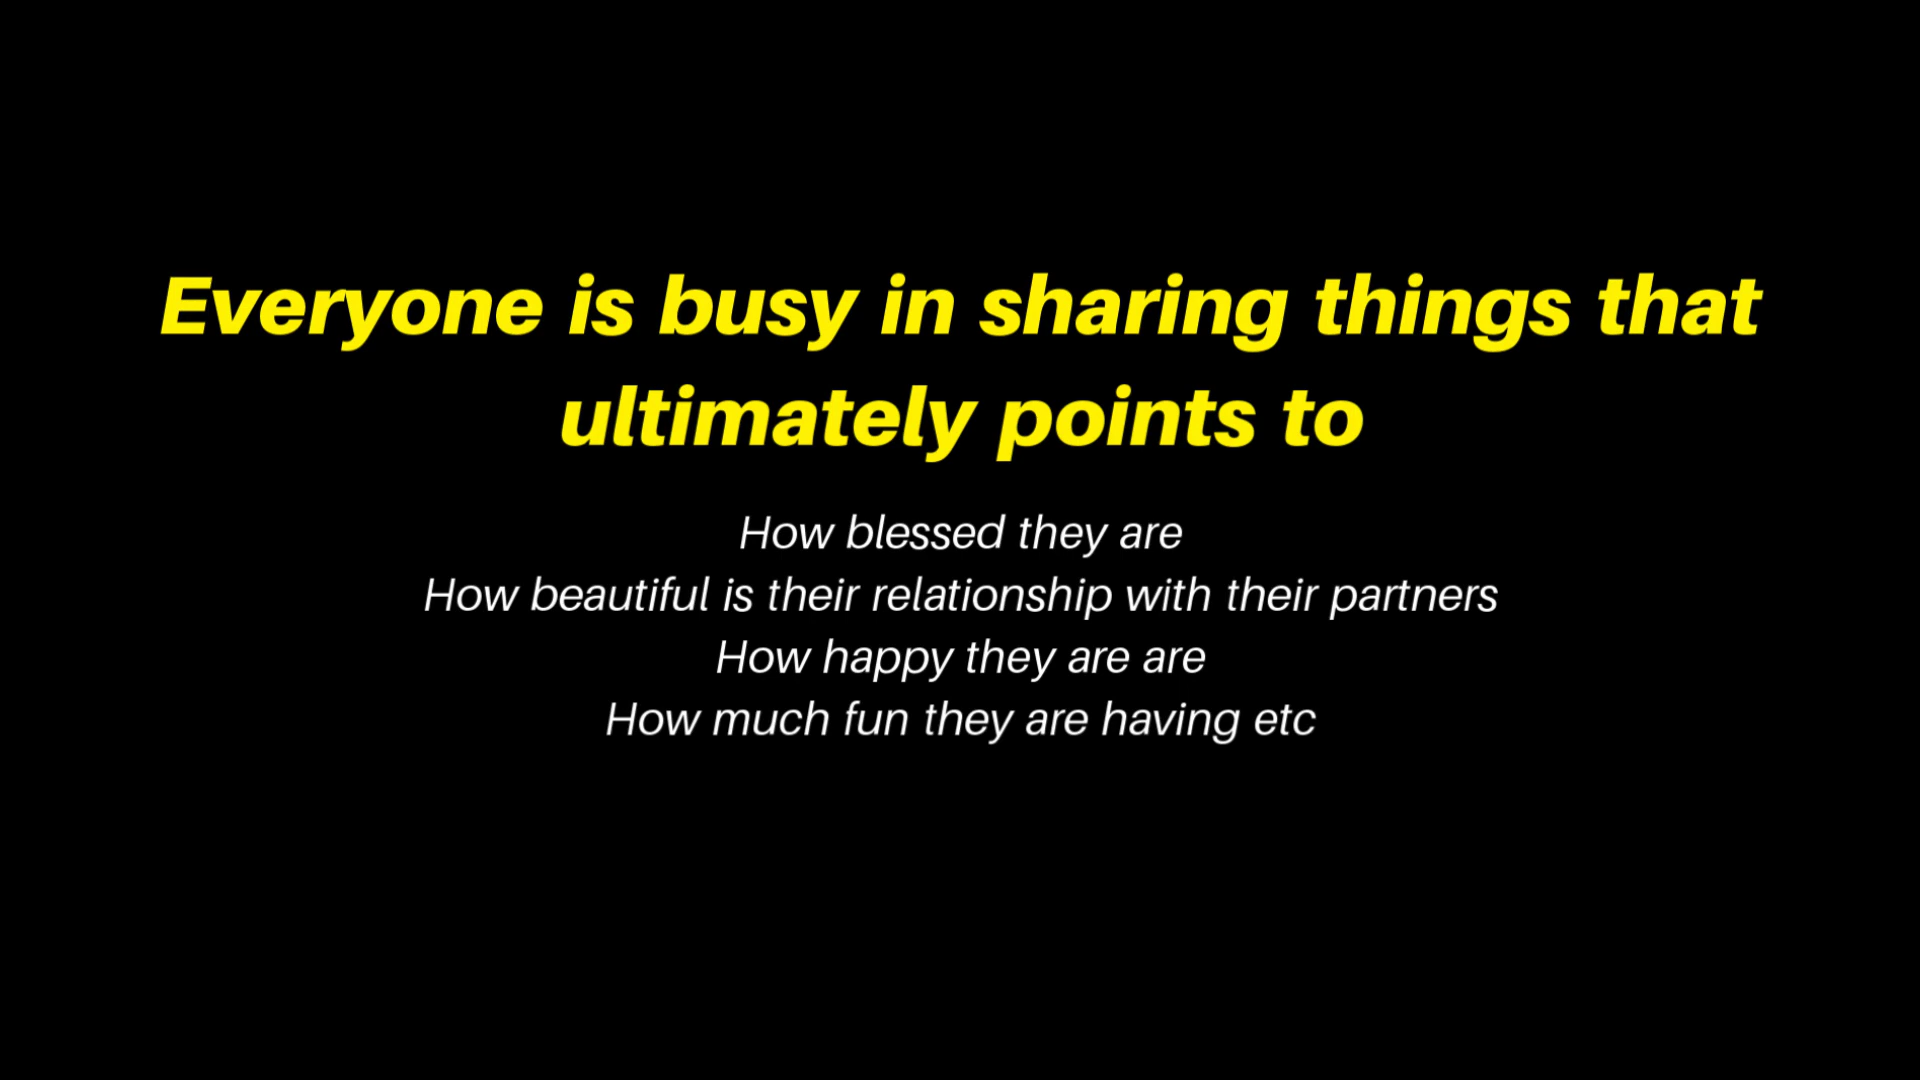 Everyone is busy in sharing things that
ultimately points to
How blessed they are
How beautiful is their relationship with their partners
How happy they are are
How much fun they are having etc